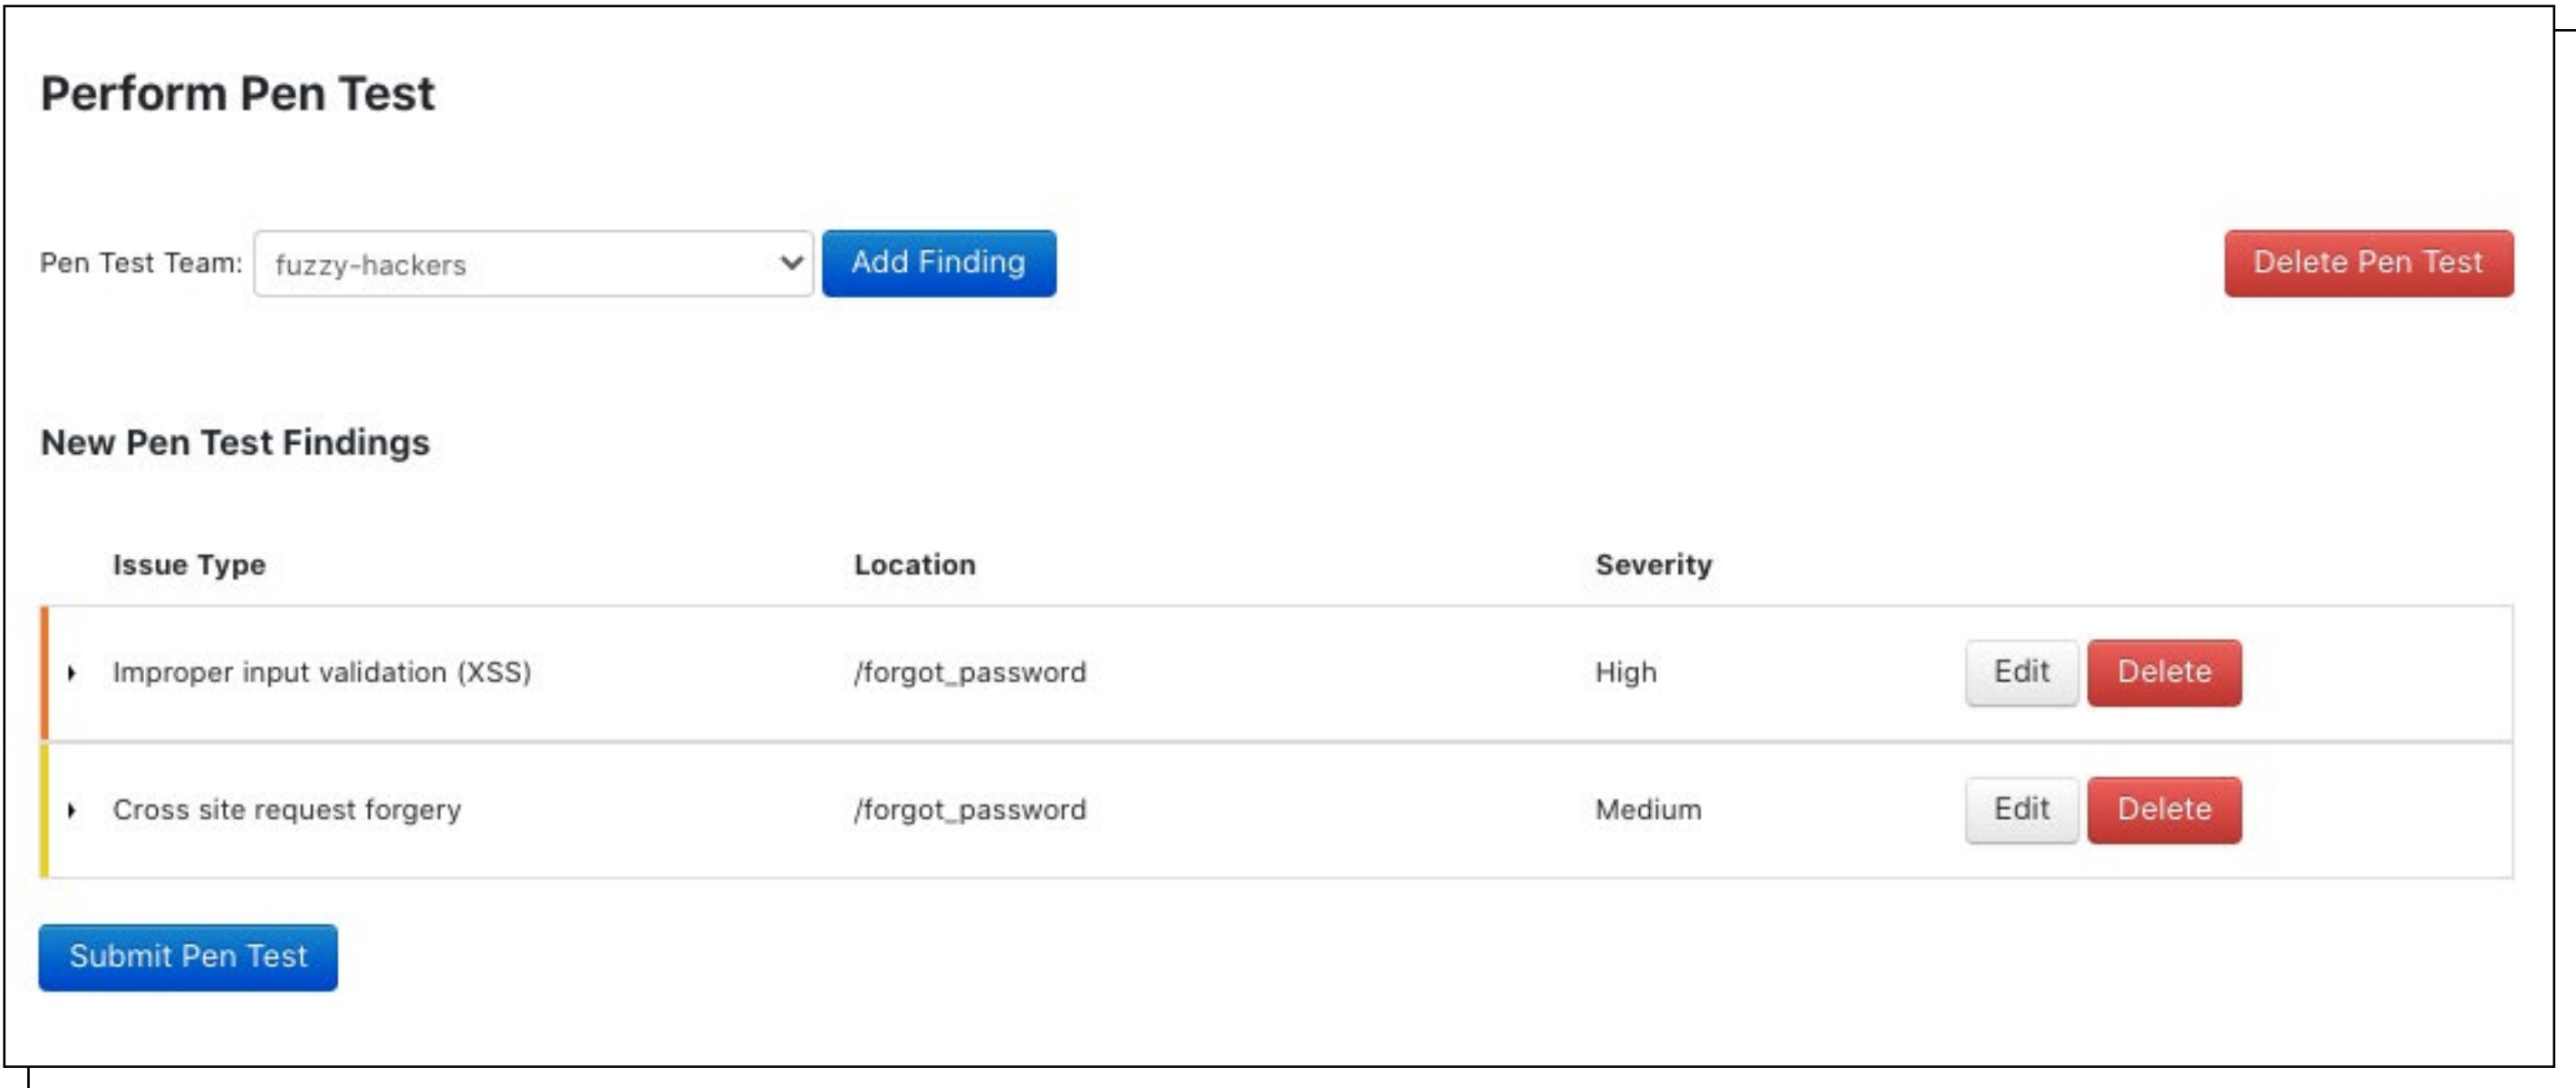 Perform Pen Test
Pen Test Team: fuzzy-hackers Add Finding Delete Pen Test
New Pen Test Findings
Issue Type Location Severity
Improper input validation (XSS) /forgot_password High Edit Delete
Cross site request forgery /forgot_password Medium Edit Delete
Submit Pen Test